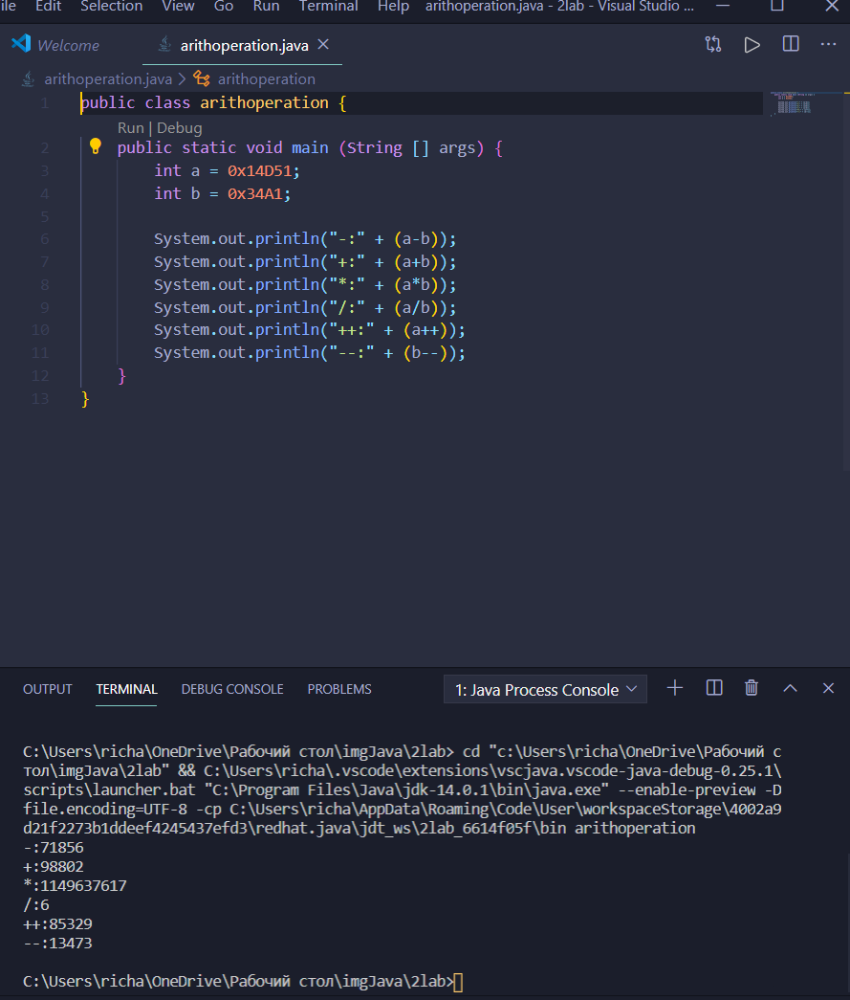 ile Edit Selection View Go Run Terminal Help arithoperation.java - 2lab - Visual Studio ...
Welcome arithoperation.java
arithoperation.java > arithoperation
1 public class arithoperation {
Run | Debug
2 public static void main (String [] args) {
3 int a = 0x14D51;
4 int b = 0x34A1;
5
6 System.out.println("-:" + (a-b));
7 System.out.println("+:" + (a+b));
8 System.out.println("*:" + (a*b));
9 System.out.println("/:" + (a/b));
10 System.out.println("++:" + (a++));
11 System.out.println("--:" + (b--));
12 }
13 }
OUTPUT TERMINAL DEBUG CONSOLE PROBLEMS 1: Java Process Console
C:\Users\richa\OneDrive\Рабочий стол\imgJava\2lab> cd "c:\Users\richa\OneDrive\Рабочий с
тол\imgJava\2lab" && C:\Users\richa\.vscode\extensions\vscjava.vscode-java-debug-0.25.1\
scripts\launcher.bat "C:\Program Files\Java\jdk-14.0.1\bin\java.exe" --enable-preview -D
file.encoding=UTF-8 -cp C:\Users\richa\AppData\Roaming\Code\User\workspaceStorage\4002a9
d21f2273b1ddeef4245437efd3\redhat.java\jdt_ws\2lab_6614f05f\bin arithoperation
-:71856
+:98802
*:1149637617
/:6
++:85329
--:13473
C:\Users\richa\OneDrive\Рабочий стол\imgJava\2lab>